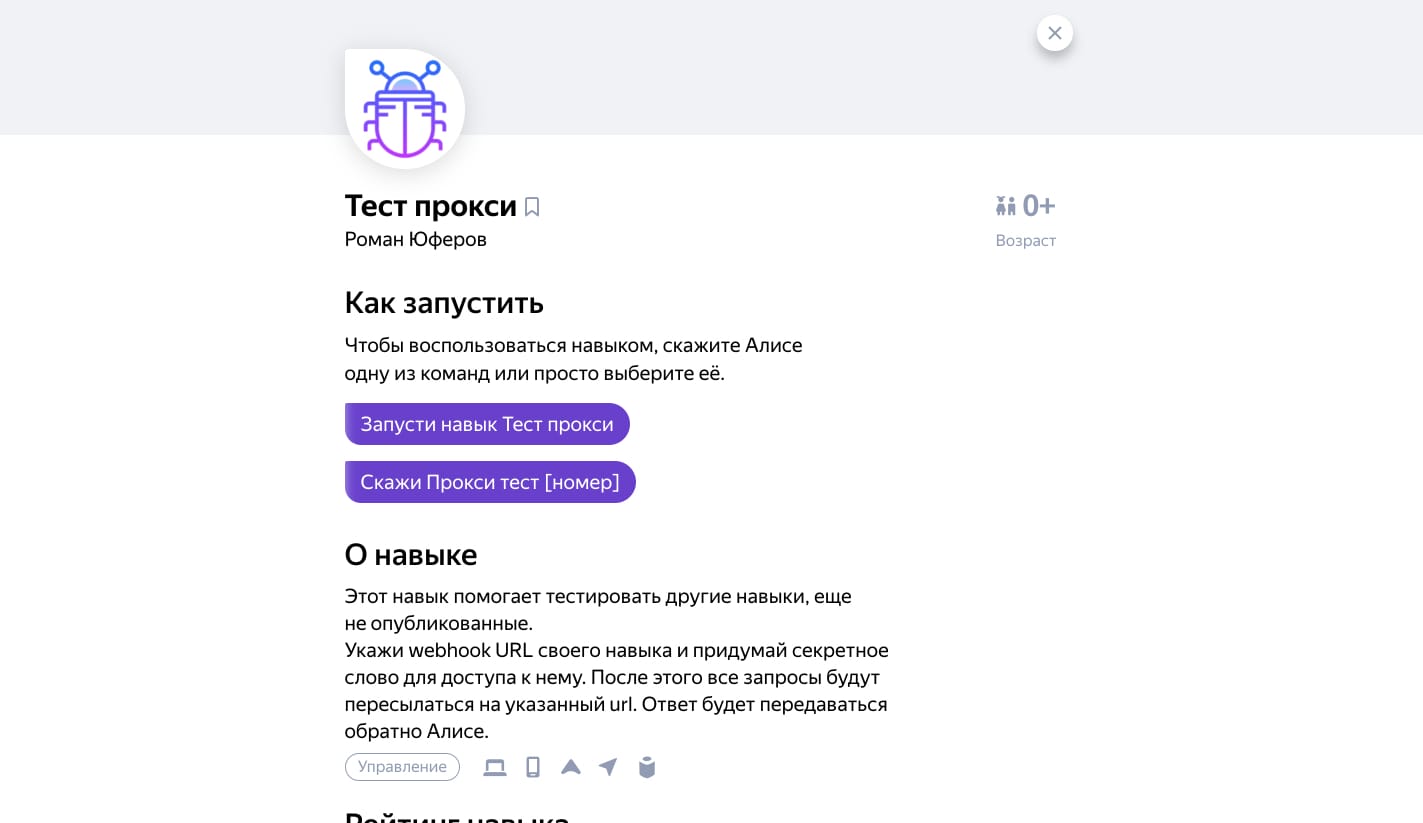 Тест прокси
0+
Роман Юферов
Возраст
Как запустить
Чтобы воспользоваться навыком, скажите Алисе
одну из команд или просто выберите её.
Запусти навык Тест прокси
Скажи Прокси тест [номер]
О навыке
Этот навык помогает тестировать другие навыки, еще
не опубликованные.
Укажи webhook URL своего навыка и придумай секретное
слово для доступа к нему. После этого все запросы будут
пересылаться на указанный url. Ответ будет передаваться
обратно Алисе.
Управление
Рейтинг навыка